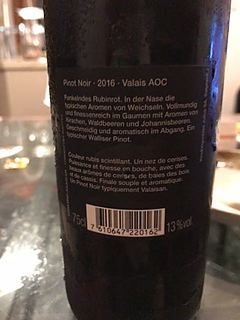 Pinot Noir · 2016 · Valais AOC
Funkelndes Rubinrot. In der Nase die
typischen Aromen von Weichseln. Vollmundig
und finessenreich im Gaumen mit Aromen von
Kirschen, Waldbeeren und Johannisbeeren.
Geschmeidig und aromatisch im Abgang. Ein
typischer Walliser Pinot.
Couleur rubis scintillant. Un nez de cerises.
Puissance et finesse en bouche, avec des
beaux arômes de cerises, de baies des bois
et de cassis. Finale souple et aromatique.
Un Pinot Noir typiquement Valaisan.
75cl
13%vol.
7 610647 220162